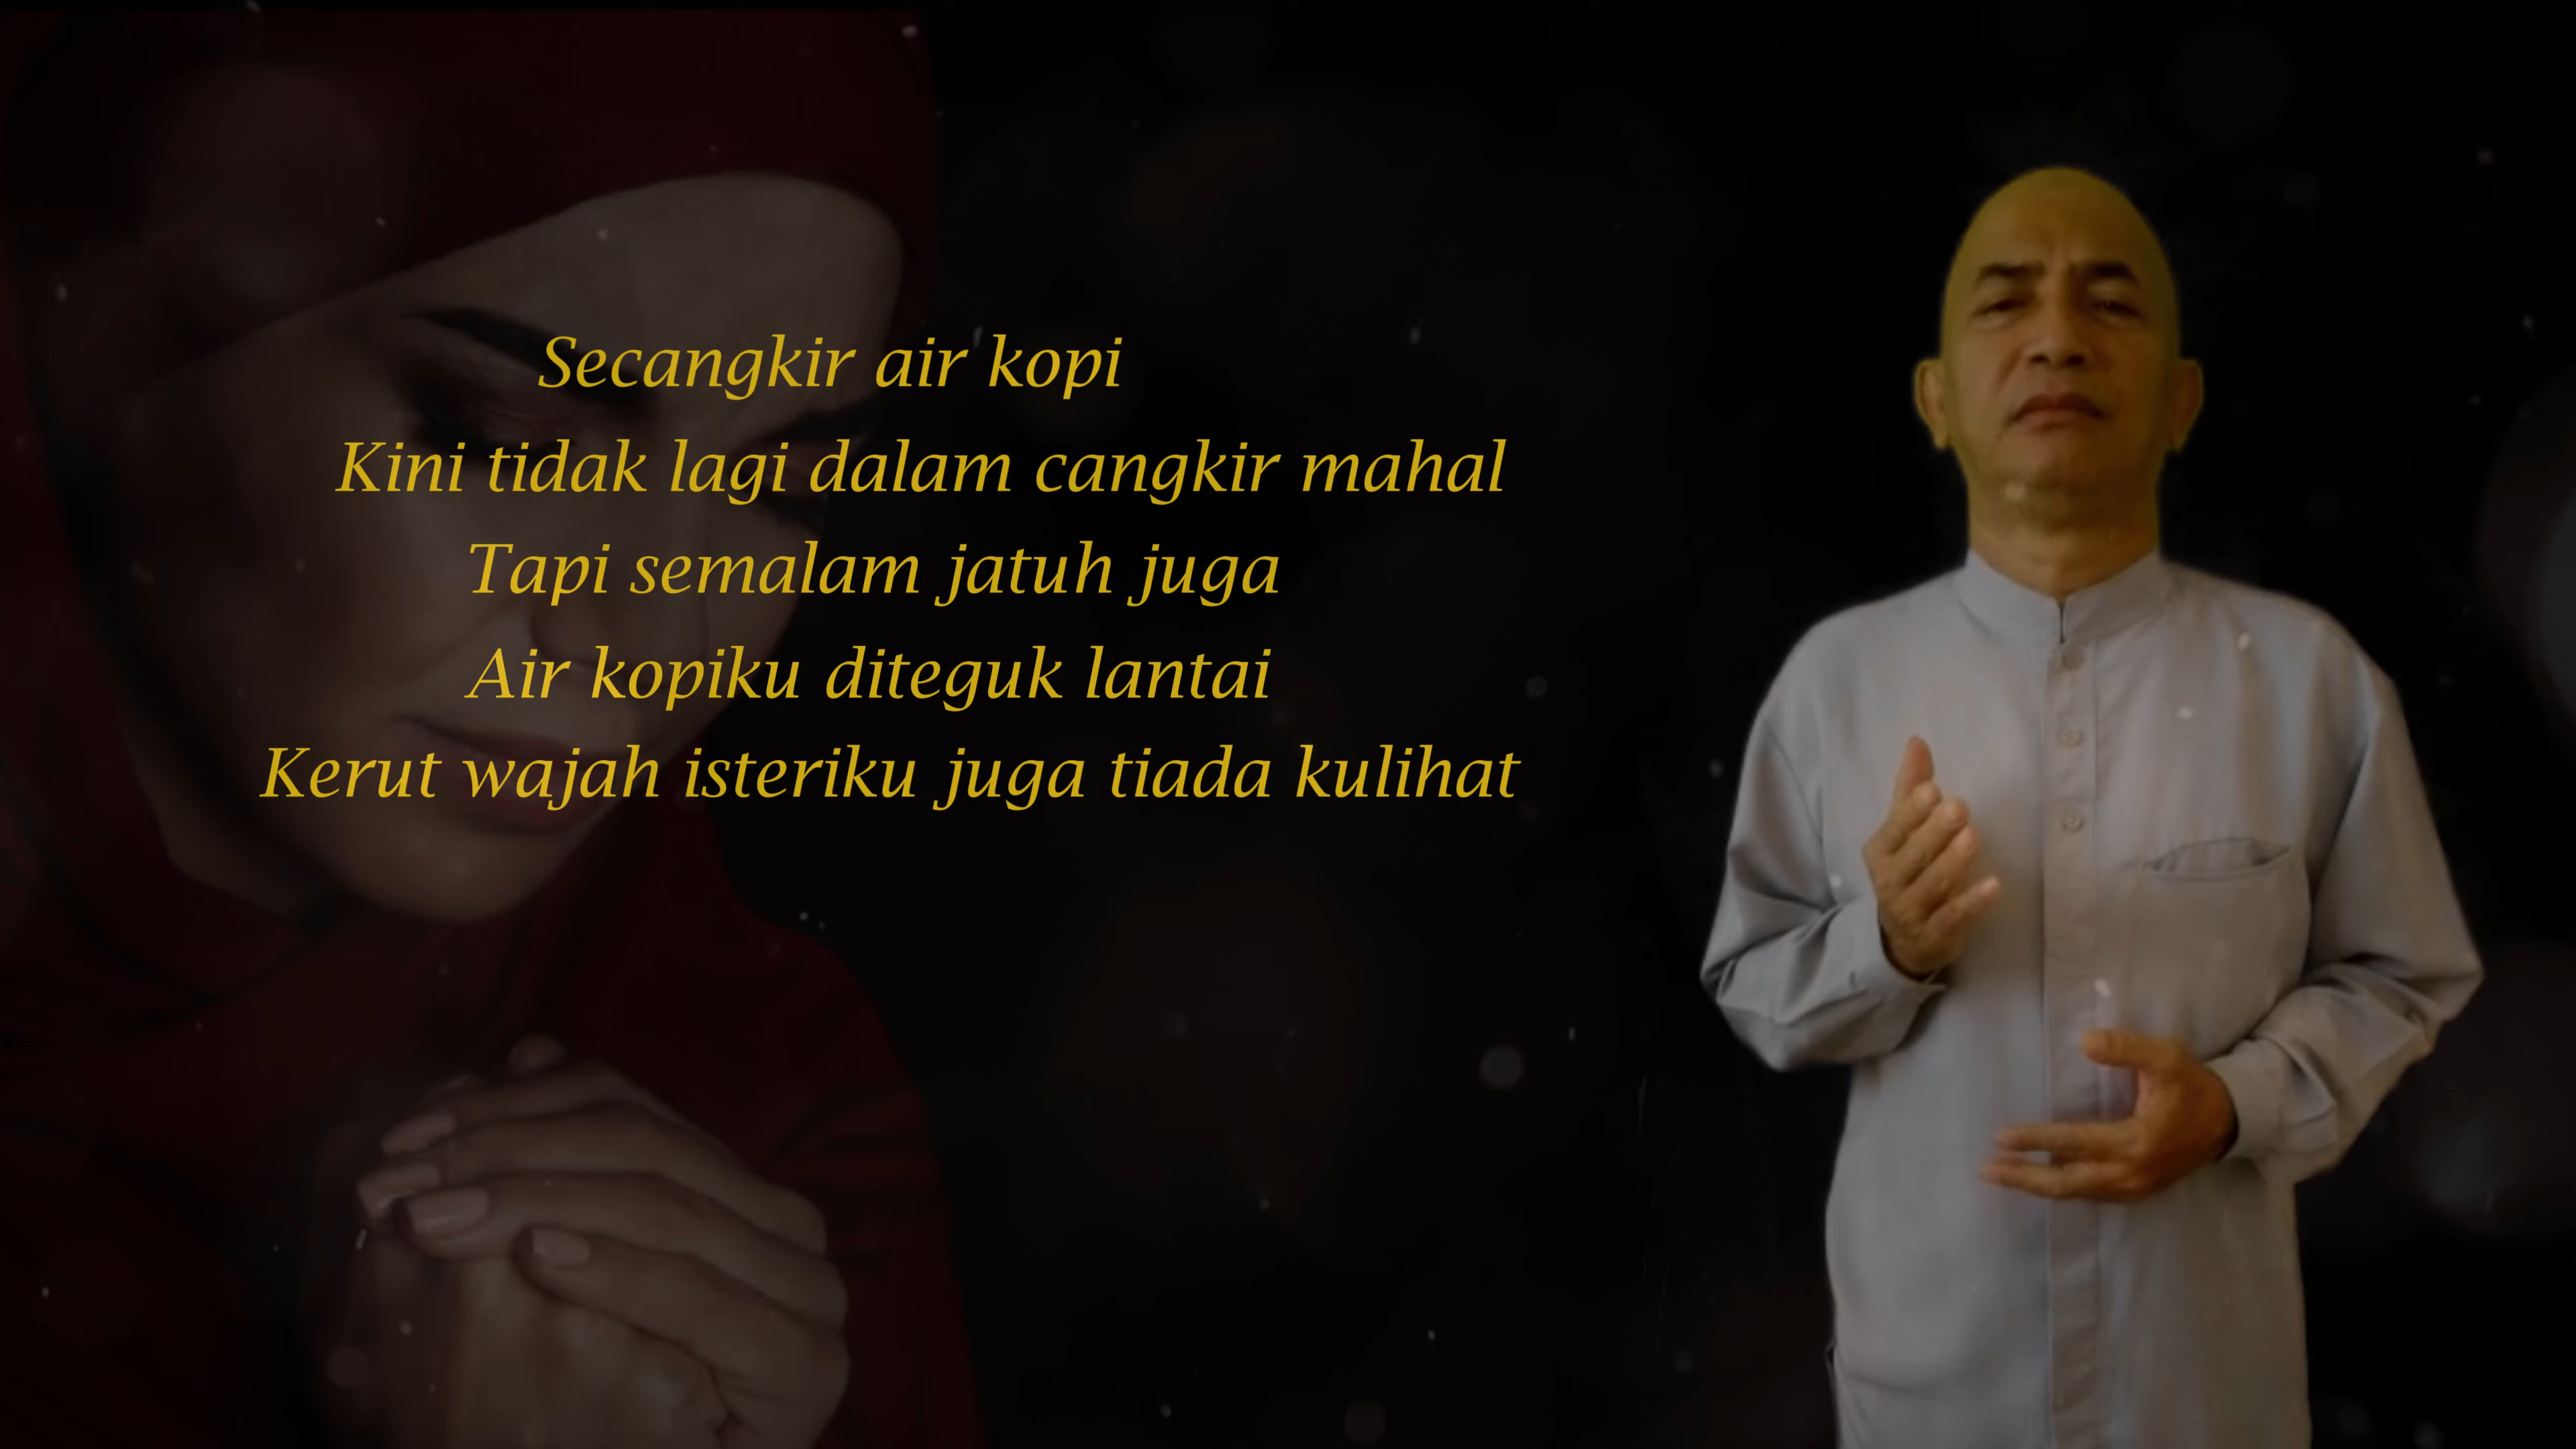 Secangkir air kopi
Kini tidak lagi dalam cangkir mahal
Tapi semalam jatuh juga
Air kopiku diteguk lantai
Kerut wajah isteriku juga tiada kulihat